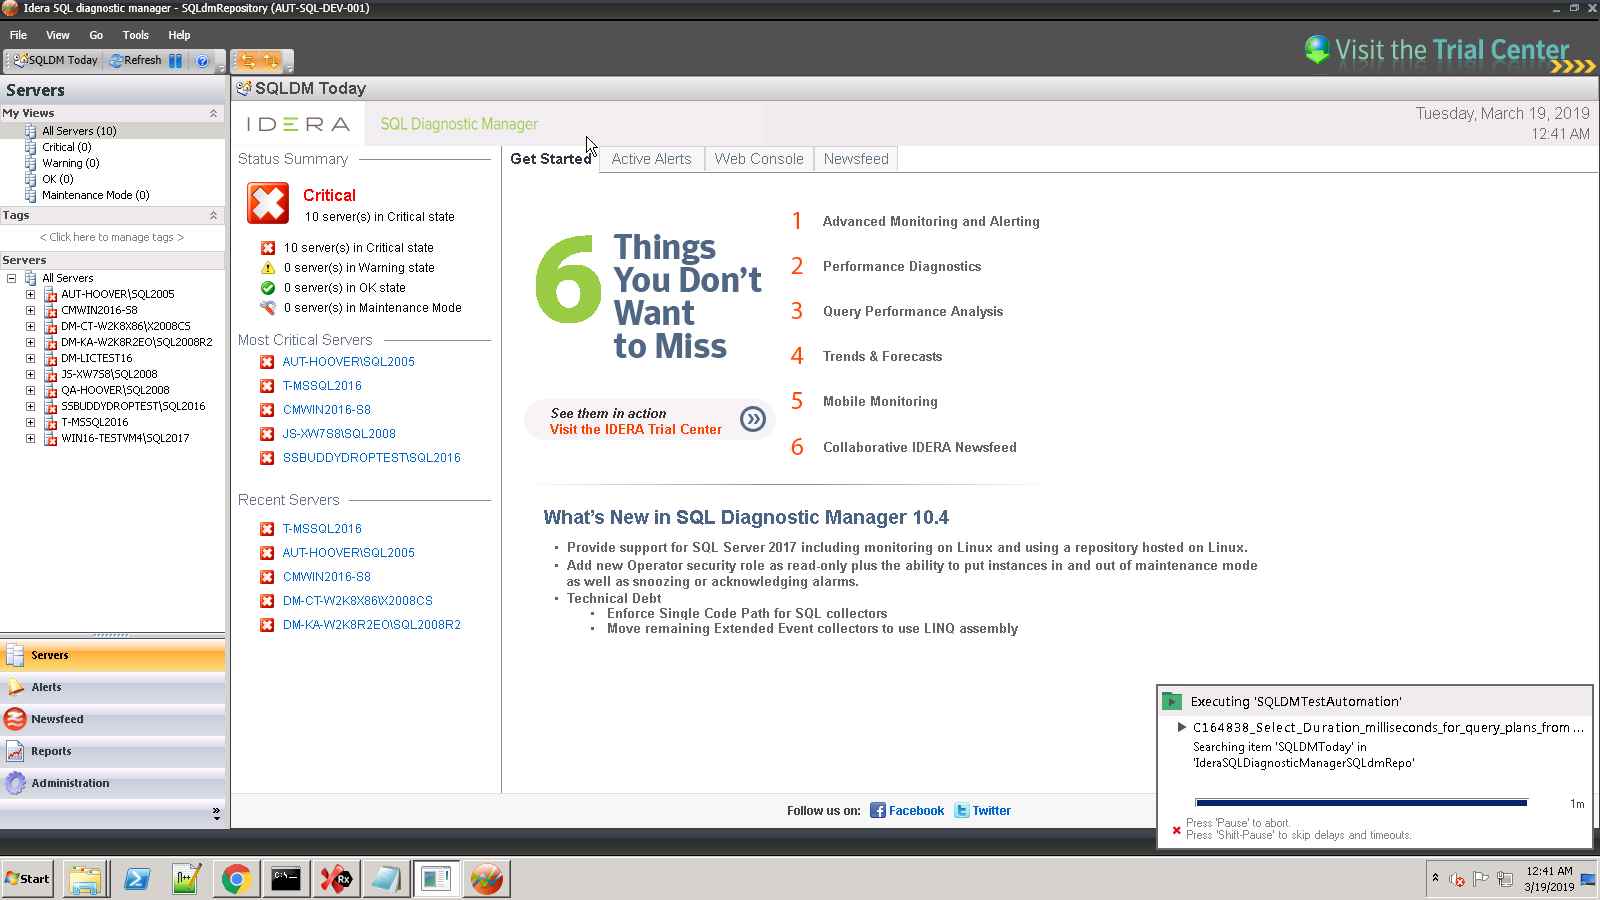 Idera SQL diagnostic manager - SQLdmRepository (AUT-SQL-DEV-001)
File View Go Tools Help
Visit the Trial Center
SQLDM Today Refresh
Servers
SQLDM Today
My Views
All Servers (10)
Critical (0)
Warning (0)
OK (0)
Maintenance Mode (0)
Tags
< Click here to manage tags >
Servers
All Servers
AUT-HOOVER\SQL2005
CMWIN2016-S8
DM-CT-W2K8X86\X2008CS
DM-KA-W2K8R2EO\SQL2008R2
DM-LICTEST16
JS-XW7S8\SQL2008
QA-HOOVER\SQL2008
SSBUDDYDROPTEST\SQL2016
T-MSSQL2016
WIN16-TESTVM4\SQL2017
Servers
Alerts
Newsfeed
Reports
Administration
IDERA SQL Diagnostic Manager
Tuesday, March 19, 2019
12:41 AM
Status Summary
Critical
10 server(s) in Critical state
10 server(s) in Critical state
0 server(s) in Warning state
0 server(s) in OK state
0 server(s) in Maintenance Mode
Most Critical Servers
AUT-HOOVER\SQL2005
T-MSSQL2016
CMWIN2016-S8
JS-XW7S8\SQL2008
SSBUDDYDROPTEST\SQL2016
Recent Servers
T-MSSQL2016
AUT-HOOVER\SQL2005
CMWIN2016-S8
DM-CT-W2K8X86\X2008CS
DM-KA-W2K8R2EO\SQL2008R2
Get Started Active Alerts Web Console Newsfeed
6 Things
You Don't
Want
to Miss
See them in action
Visit the IDERA Trial Center
1 Advanced Monitoring and Alerting
2 Performance Diagnostics
3 Query Performance Analysis
4 Trends & Forecasts
5 Mobile Monitoring
6 Collaborative IDERA Newsfeed
What's New in SQL Diagnostic Manager 10.4
• Provide support for SQL Server 2017 including monitoring on Linux and using a repository hosted on Linux.
• Add new Operator security role as read-only plus the ability to put instances in and out of maintenance mode
as well as snoozing or acknowledging alarms.
• Technical Debt
• Enforce Single Code Path for SQL collectors
• Move remaining Extended Event collectors to use LINQ assembly
Follow us on: Facebook Twitter
Executing 'SQLDMTestAutomation'
C164838_Select_Duration_milliseconds_for_query_plans_from ...
Searching item 'SQLDMToday' in
'IderaSQLDiagnosticManagerSQLdmRepo'
1m
Press 'Pause' to abort.
Press 'Shift-Pause' to skip delays and timeouts.
Start
12:41 AM
3/19/2019